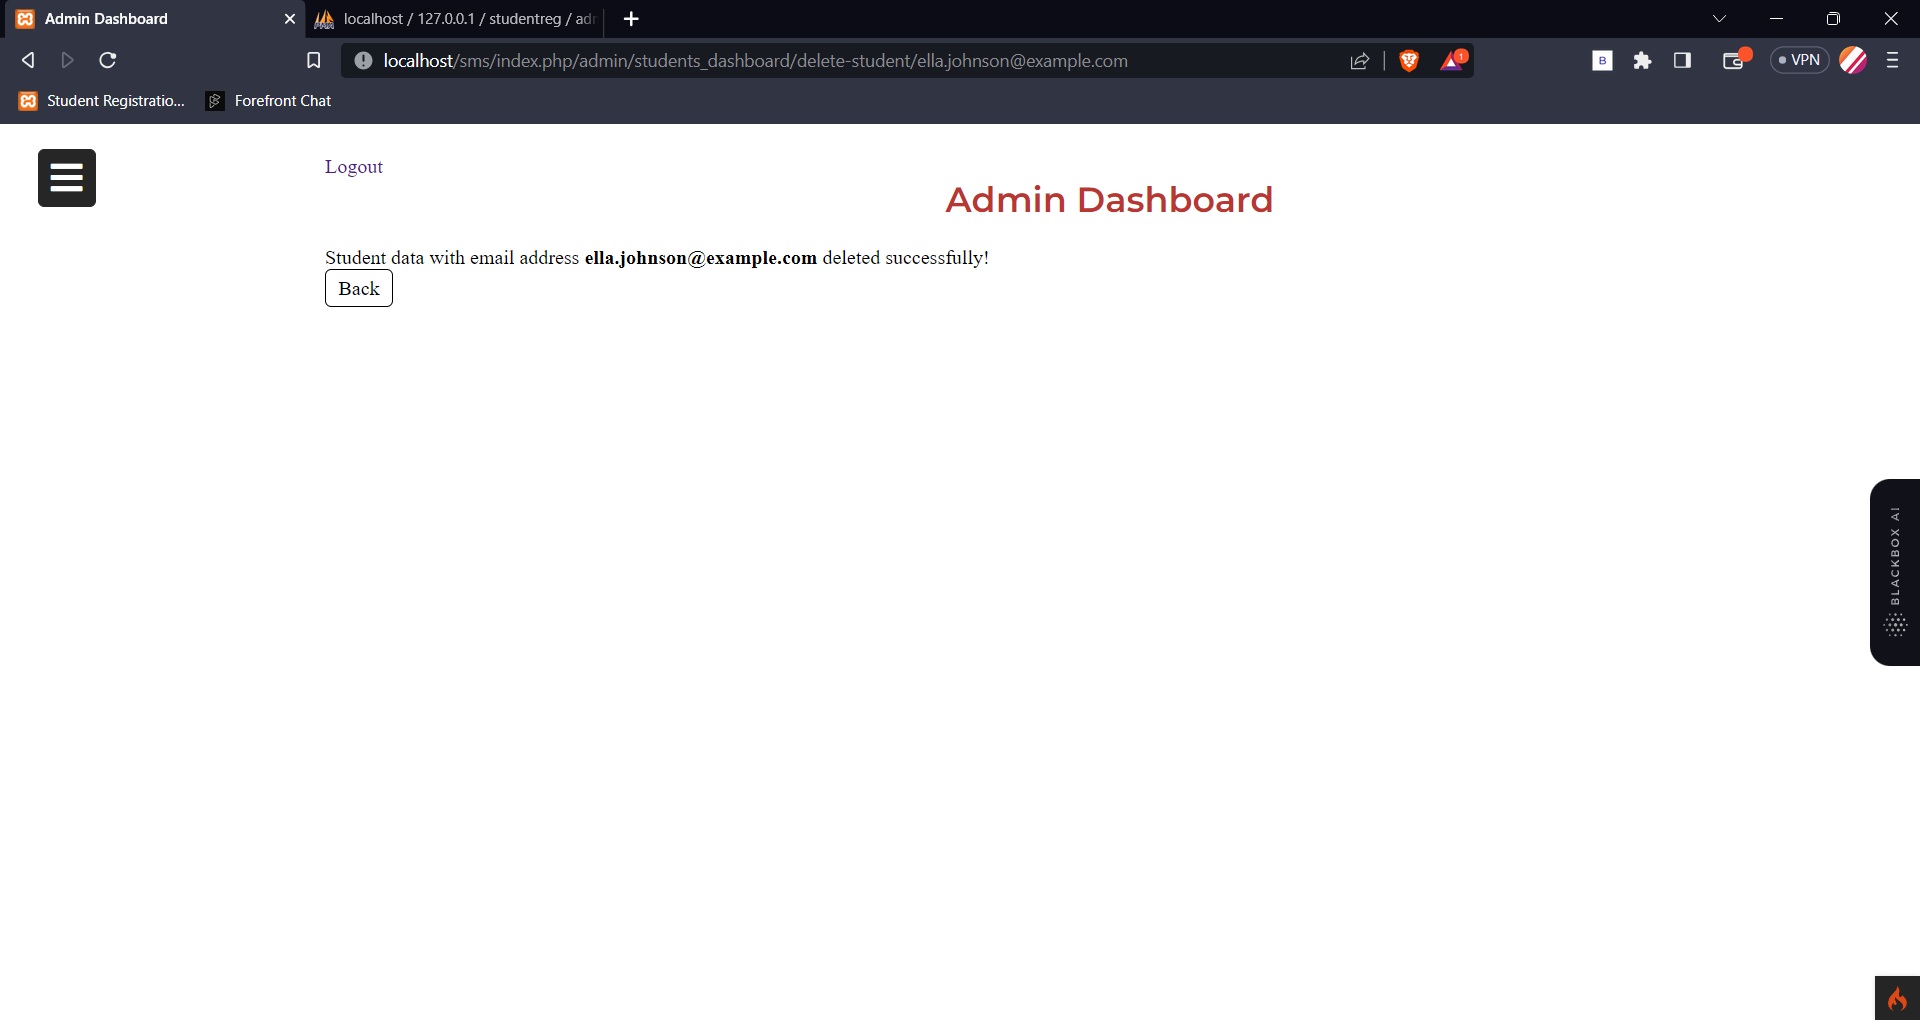 Admin Dashboard
localhost / 127.0.0.1 / studentreg / adr
localhost/sms/index.php/admin/students_dashboard/delete-student/ella.johnson@example.com
1
B
VPN
Student Registratio...
Forefront Chat
Logout
Admin Dashboard
Student data with email address ella.johnson@example.com deleted successfully!
Back
BLACKBOX AI